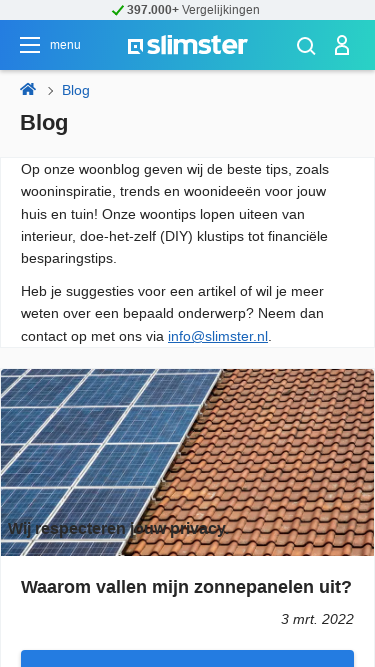 397.000+ Vergelijkingen
menu
slimster
Blog
Blog
Op onze woonblog geven wij de beste tips, zoals
wooninspiratie, trends en woonideeën voor jouw
huis en tuin! Onze woontips lopen uiteen van
interieur, doe-het-zelf (DIY) klustips tot financiële
besparingstips.
Heb je suggesties voor een artikel of wil je meer
weten over een bepaald onderwerp? Neem dan
contact op met ons via info@slimster.nl.
Wij respecteren jouw privacy
Waarom vallen mijn zonnepanelen uit?
3 mrt. 2022